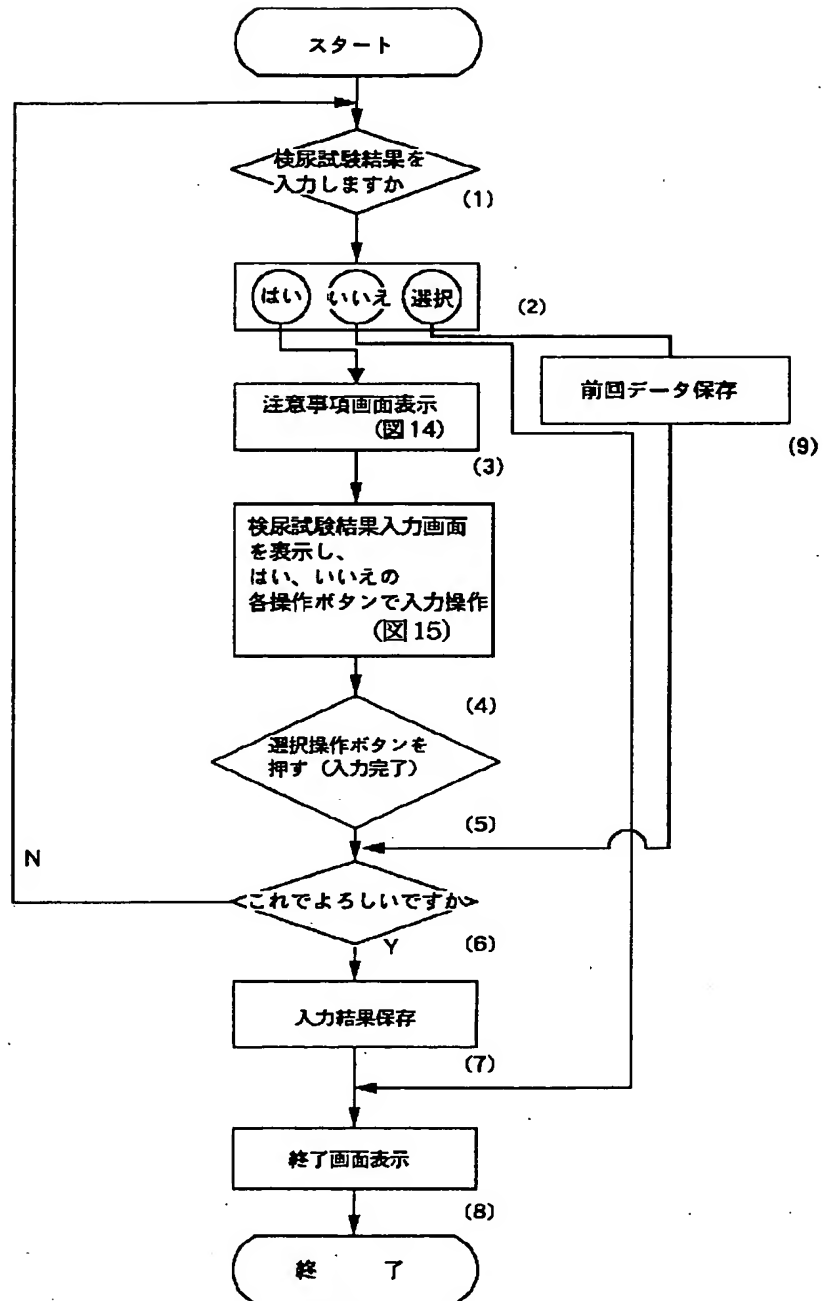 スタート
検尿試験結果を
入力しますか
(1)
はい
いいえ
選択
(2)
前回データ保存
(9)
注意事項画面表示
(図14)
(3)
検尿試験結果入力画面
を表示し、
はい、いいえの
各操作ボタンで入力操作
(図15)
(4)
選択操作ボタンを
押す（入力完了）
(5)
N
これでよろしいですか
(6)
Y
入力結果保存
(7)
終了画面表示
(8)
終 了